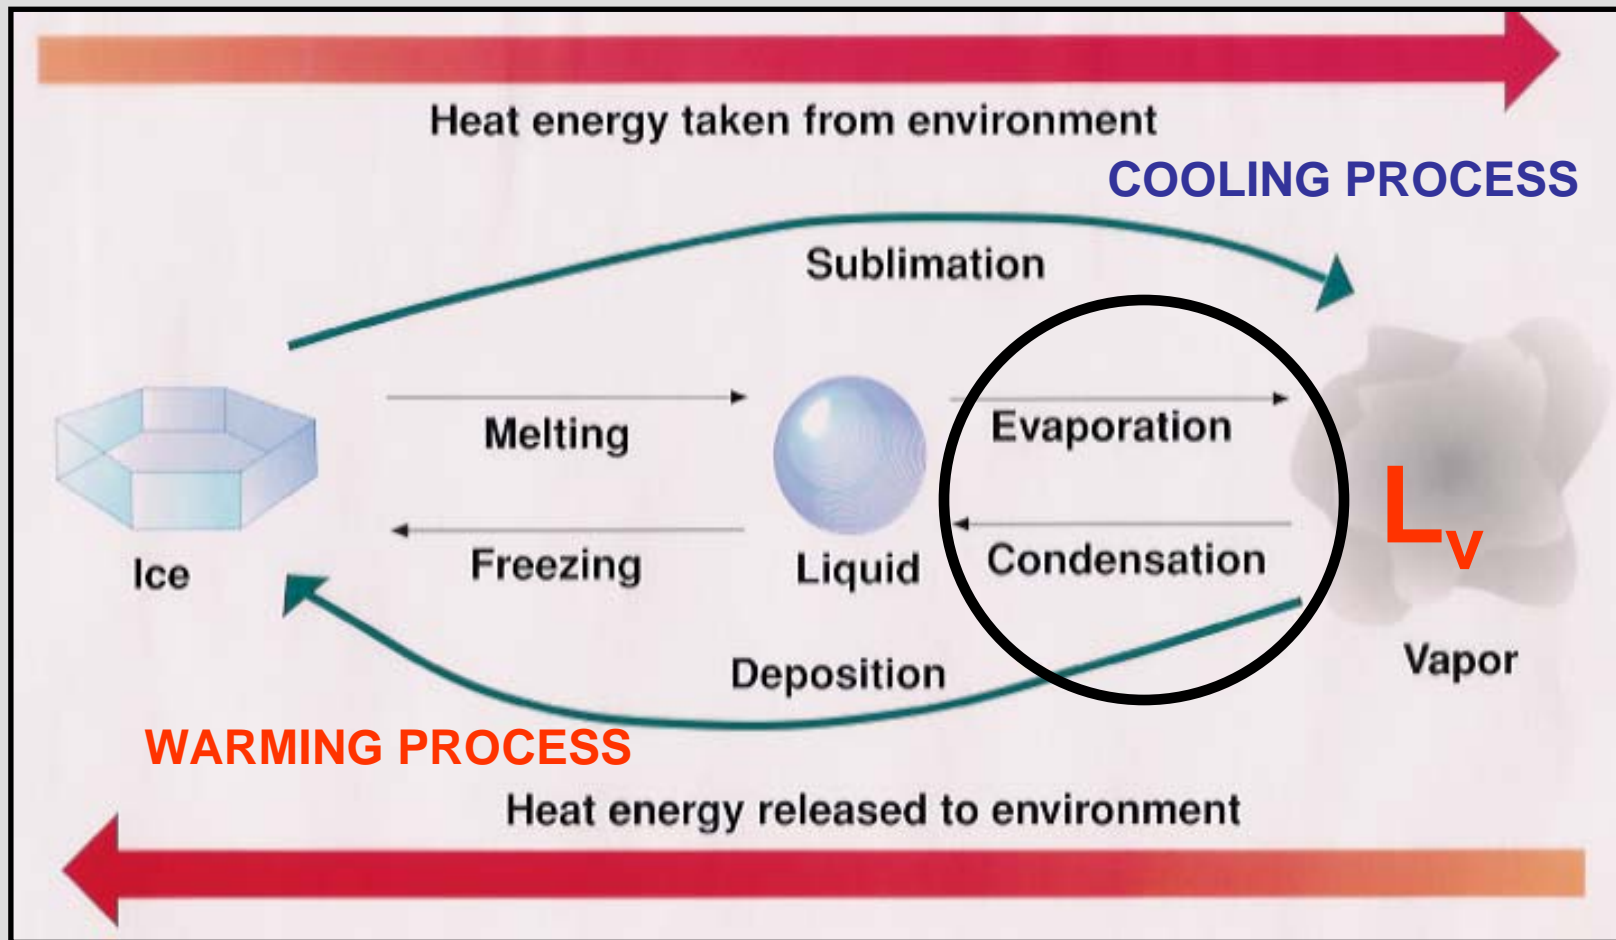 Heat energy taken from environment
COOLING PROCESS
Sublimation
Melting
Evaporation
Lv
Freezing
Condensation
Ice
Liquid
Vapor
Deposition
WARMING PROCESS
Heat energy released to environment